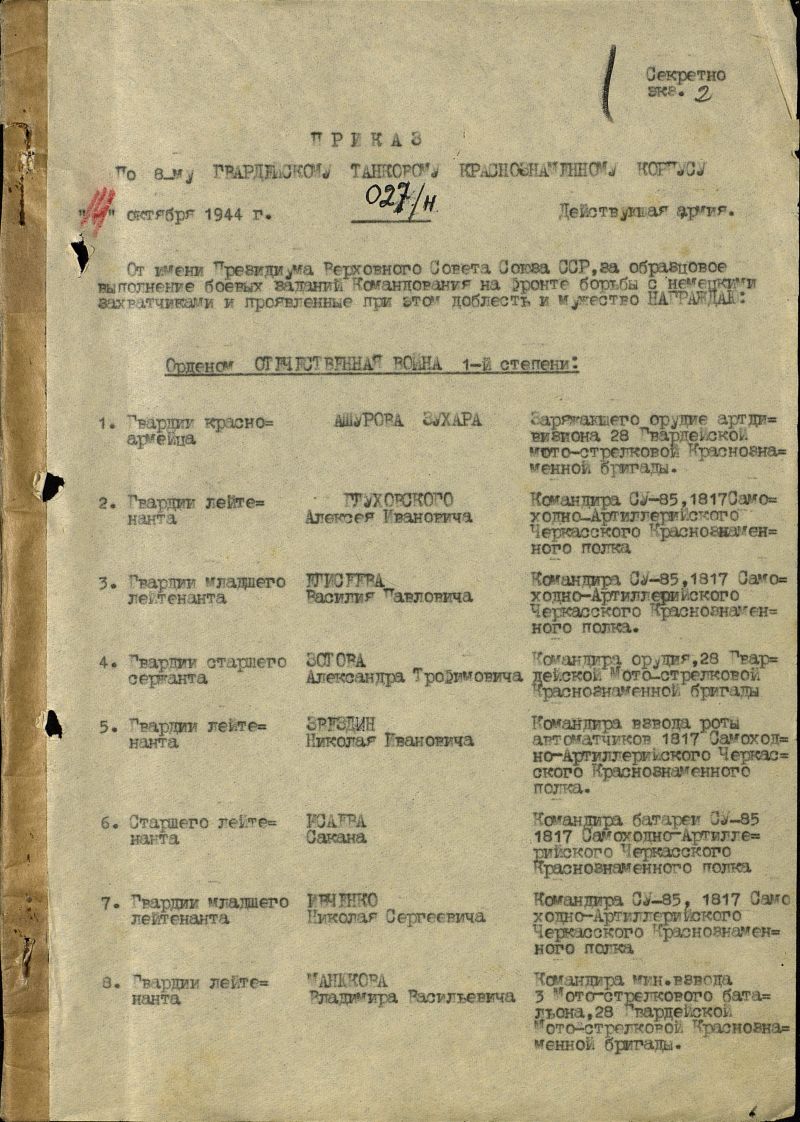 Секретно
экз. 2
ПРИКАЗ
По 8-му ГВАРДЕЙСКОМУ ТАНКОВОМУ КРАСНОЗНАМЕННОМУ КОРПУСУ
"14" октября 1944 г. 027/н Действующая армия.
От имени Президиума Верховного Совета Союза ССР, за образцовое
выполнение боевых заданий Командования на фронте борьбы с немецкими
захватчиками и проявленные при этом доблесть и мужество НАГРАЖДАЮ:
Орденом ОТЕЧЕСТВЕННАЯ ВОЙНА 1-й степени:
1. Гвардии красно= АШУРОВА ЗУХАРА Заряжающего орудие артди=
армейца визиона 28 Гвардейской
мото-стрелковой Краснозна=
менной бригады.
2. Гвардии лейте= ГЛУХОВСКОГО Командира СУ-85, 1817 Само=
нанта Алексея Ивановича ходно-Артиллерийского
Черкасского Краснознамен=
ного полка
3. Гвардии младшего ЕЛИСЕЕВА Командира СУ-85, 1817 Само=
лейтенанта Василия Павловича ходно-Артиллерийского
Черкасского Краснознамен=
ного полка.
4. Гвардии старшего ЗОТОВА Командира орудия, 28 Гвар=
сержанта Александра Трофимовича дейской Мото-стрелковой
Краснознаменной бригады
5. Гвардии лейте= ЗВЕЗДИН Командира взвода роты
нанта Николая Ивановича автоматчиков 1817 Самоход=
но-Артиллерийского Черкас=
ского Краснознаменного
полка.
6. Старшего лейте= ИСАЕВА Командира батареи СУ-85
нанта Сакана 1817 Самоходно-Артилле=
рийского Черкасского
Краснознаменного полка
7. Гвардии младшего ИВЧЕНКО Командира СУ-85, 1817 Само
лейтенанта Николая Сергеевича ходно-Артиллерийского
Черкасского Краснознамен=
ного полка
8. Гвардии лейте= МАНАКОВА Командира мин.взвода
нанта Владимира Васильевича 3 Мото-стрелкового бата=
льона, 28 Гвардейской
Мото-стрелковой Краснозна=
менной бригады.